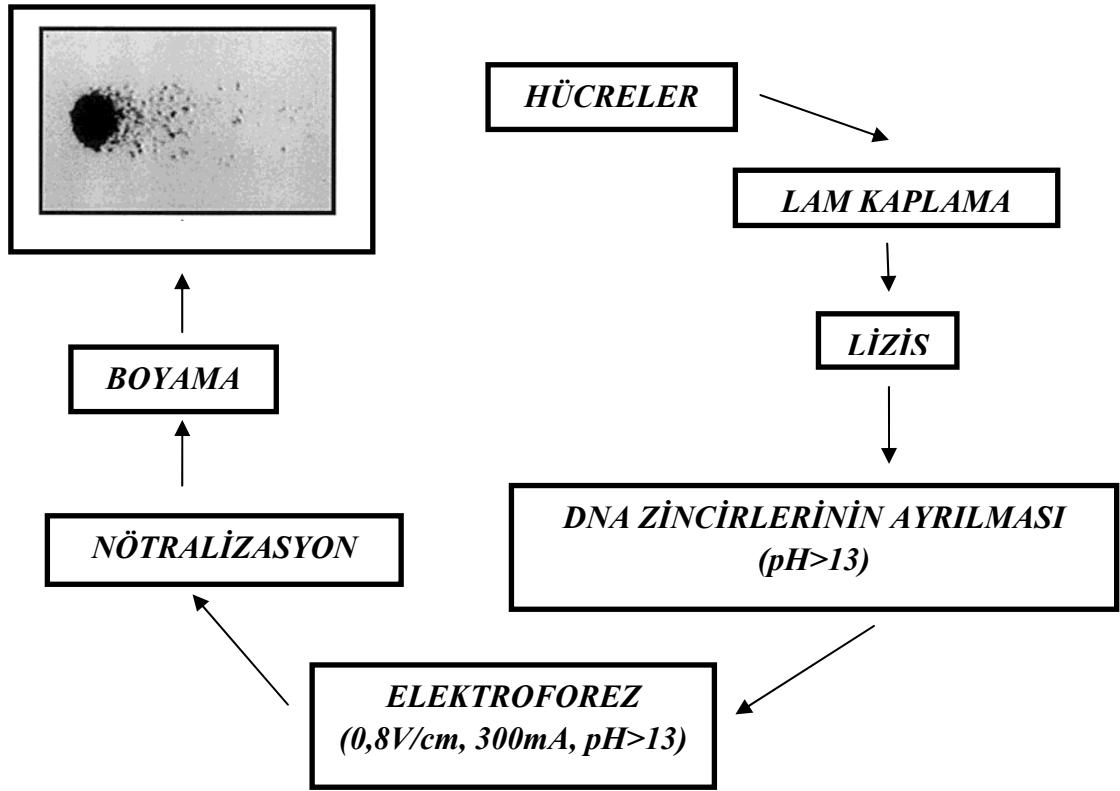 HÜCRELER
LAM KAPLAMA
LİZİS
DNA ZİNCİRLERİNİN AYRILMASI
(pH>13)
ELEKTROFOREZ
(0,8V/cm, 300mA, pH>13)
NÖTRALİZASYON
BOYAMA